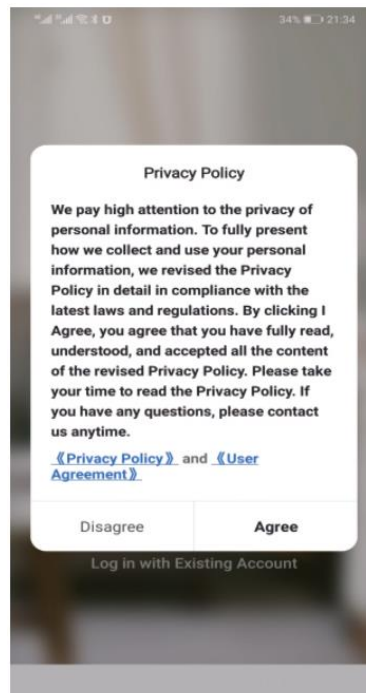 34% 21:34
Privacy Policy
We pay high attention to the privacy of
personal information. To fully present
how we collect and use your personal
information, we revised the Privacy
Policy in detail in compliance with the
latest laws and regulations. By clicking I
Agree, you agree that you have fully read,
understood, and accepted all the content
of the revised Privacy Policy. Please take
your time to read the Privacy Policy. If
you have any questions, please contact
us anytime.
《Privacy Policy》 and 《User
Agreement》
Disagree Agree
Log in with Existing Account